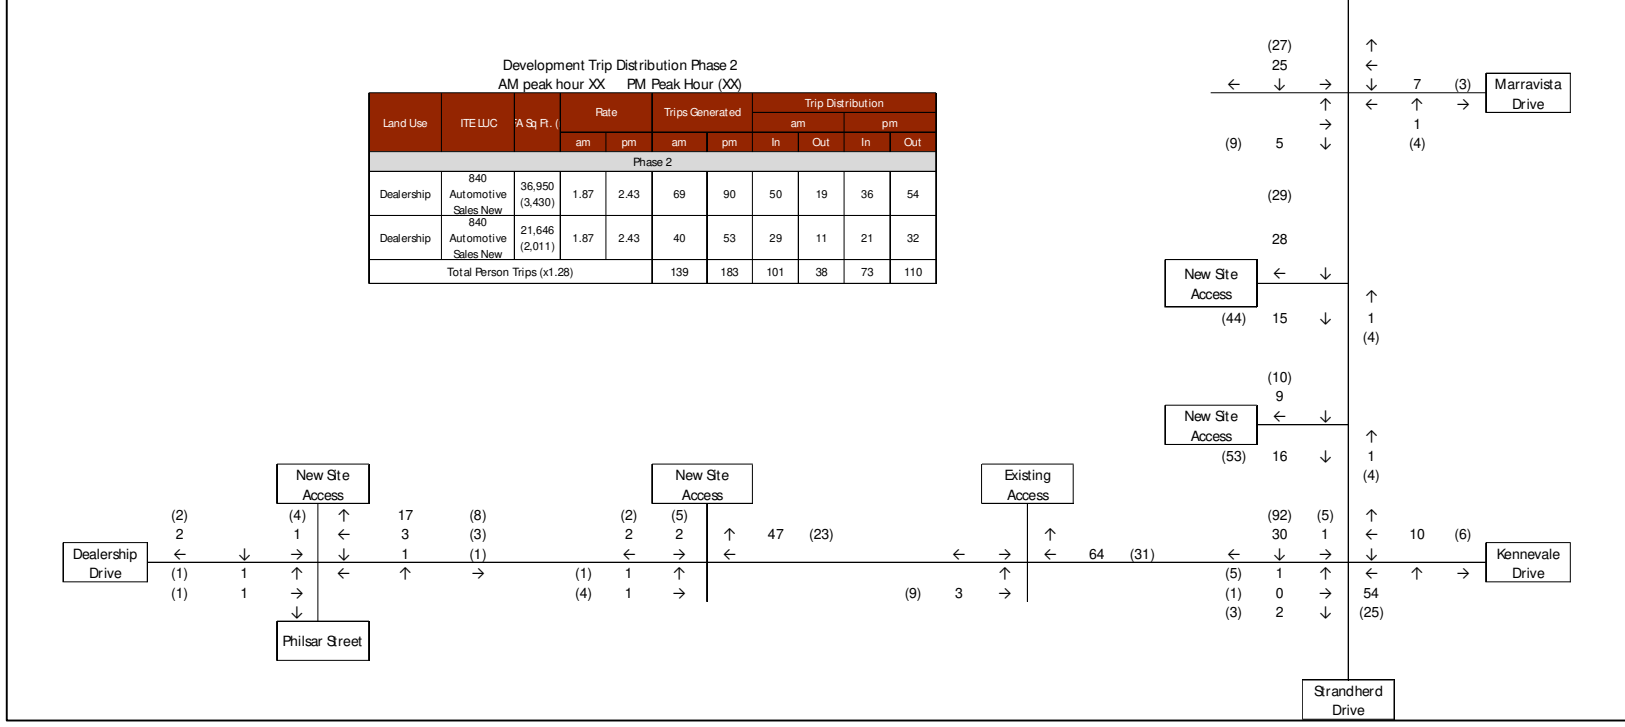 Development Trip Distribution Phase 2
AM peak hour XX PM Peak Hour (XX)
Land Use ITE LUC FA Sq Ft. ( Rate Trips Generated Trip Distribution
am pm
am pm am pm In Out In Out
Phase 2
Dealership 840 Automotive Sales New 36,950 (3,430) 1.87 2.43 69 90 50 19 36 54
Dealership 840 Automotive Sales New 21,646 (2,011) 1.87 2.43 40 53 29 11 21 32
Total Person Trips (x1.28) 139 183 101 38 73 110
(27) ↑
25 ←
← ↓ → ↓ 7 (3)
Marravista
Drive
↑ ← ↑ →
→ 1
(9) 5 ↓ (4)
(29)
28
New Site
Access
← ↓
↑
(44) 15 ↓ 1
(4)
(10)
9
New Site
Access
← ↓
↑
(53) 16 ↓ 1
(4)
New Site
Access
New Site
Access
Existing
Access
(2) (4) ↑ 17 (8) (2) (5) (92) (5) ↑
2 1 ← 3 (3) 2 2 ↑ 47 (23) ↑ 30 1 ← 10 (6)
Dealership
Drive
← ↓ → ↓ 1 (1) ← → ← ← → ← 64 (31) ← ↓ → ↓
Kennevale
Drive
(1) 1 ↑ ← ↑ → (1) 1 ↑ ↑ (5) 1 ↑ ← ↑ →
(1) 1 → (4) 1 → (9) 3 → (1) 0 → 54
↓ (3) 2 ↓ (25)
Philsar Street
Strandherd
Drive